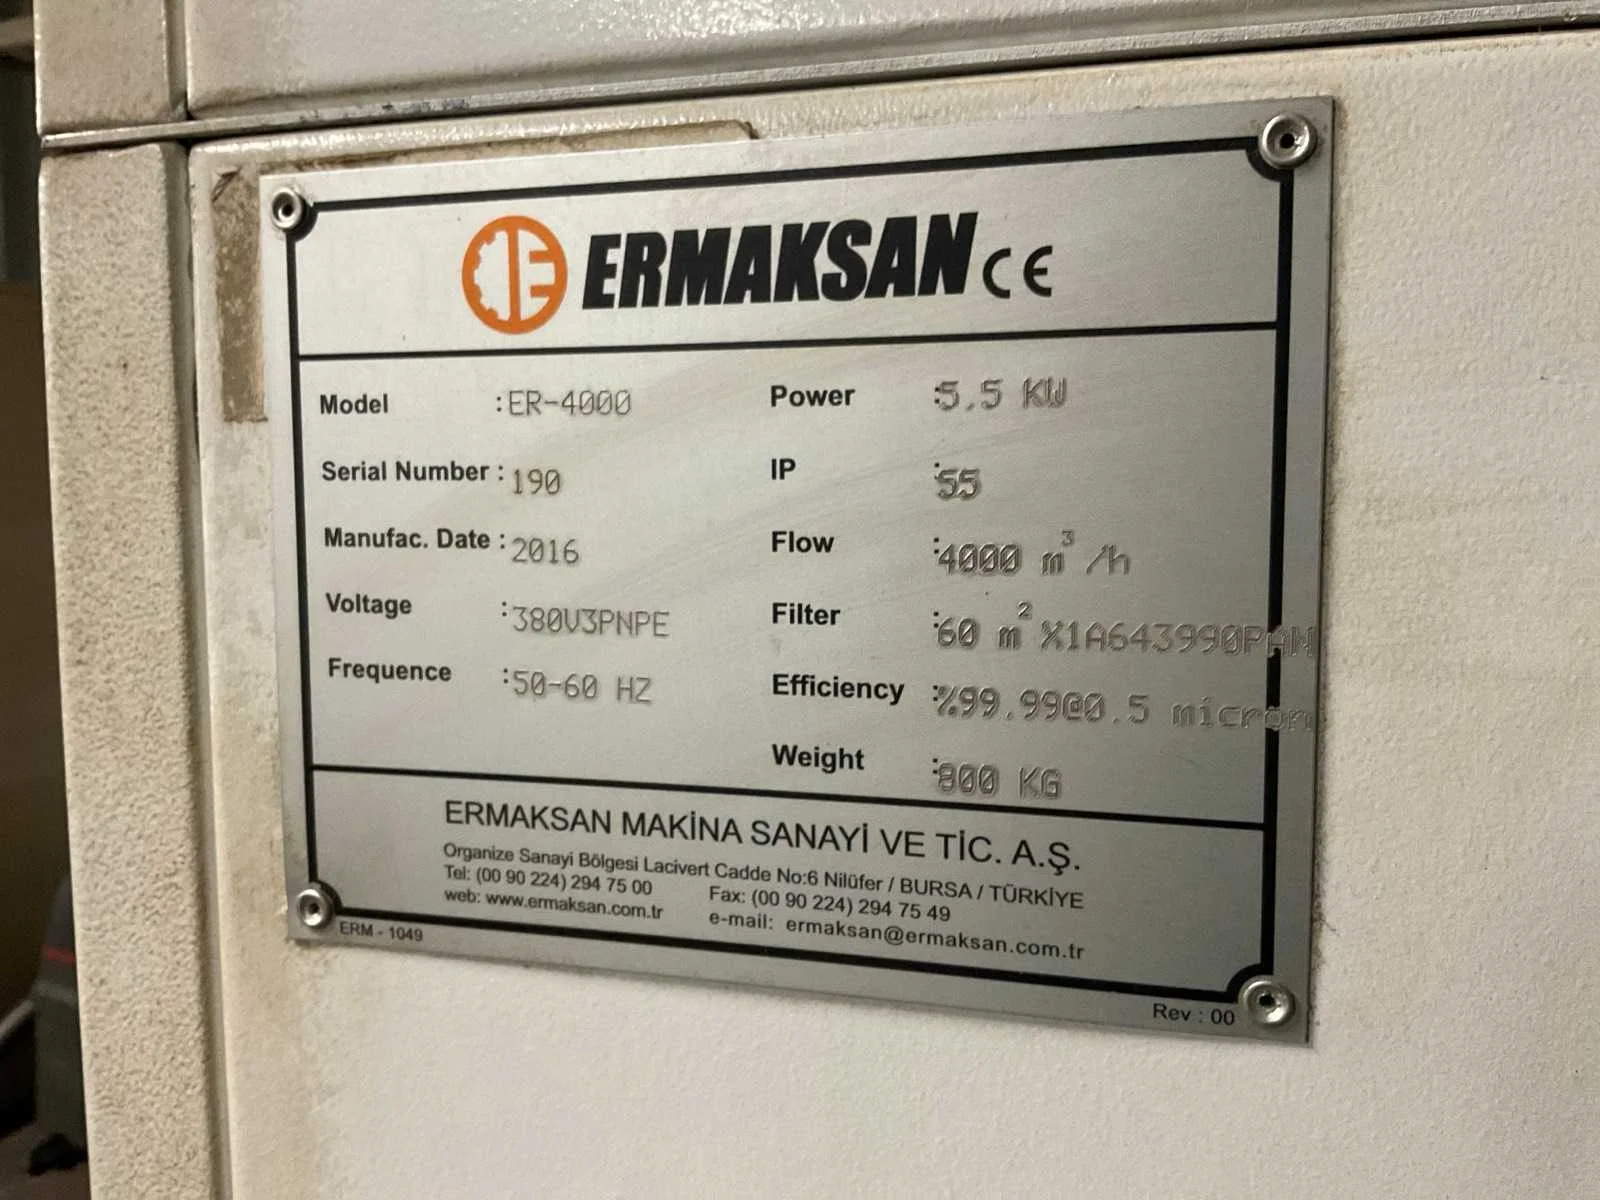 ERMAKSAN CE
Model :ER-4000
Serial Number : 190
Manufac. Date : 2016
Voltage :380V3PNPE
Frequence :50-60 HZ
Power :5.5 KW
IP :55
Flow :4000 m³ /h
Filter :60 m² X1A643990PAN
Efficiency :%99.99@0.5 micron
Weight :800 KG
ERMAKSAN MAKİNA SANAYİ VE TİC. A.Ş.
Organize Sanayi Bölgesi Lacivert Cadde No:6 Nilüfer / BURSA / TÜRKİYE
Tel: (00 90 224) 294 75 00 Fax: (00 90 224) 294 75 49
web: www.ermaksan.com.tr e-mail: ermaksan@ermaksan.com.tr
ERM - 1049
Rev : 00